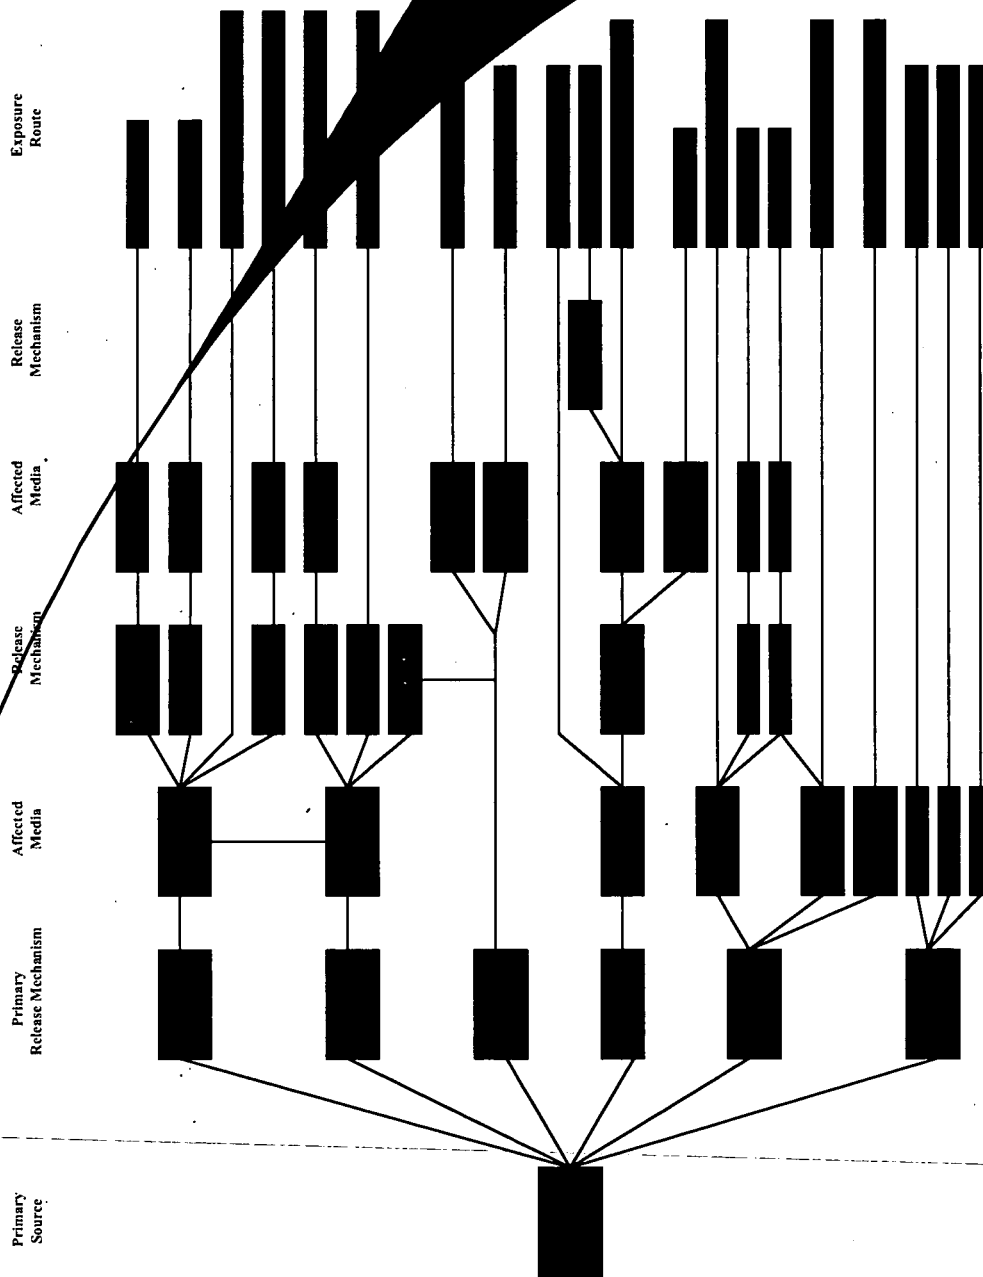 Primary
Source
Primary
Release Mechanism
Affected
Media
Release
Mechanism
Affected
Media
Release
Mechanism
Exposure
Route